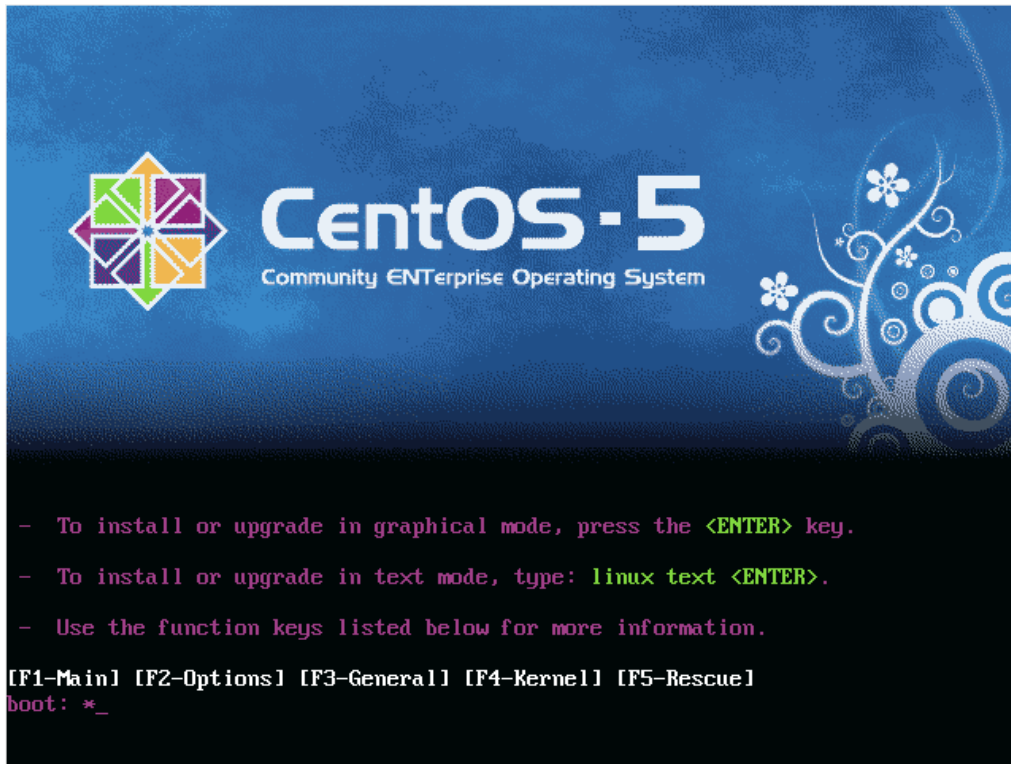 CentOS-5
Community ENTerprise Operating System
- To install or upgrade in graphical mode, press the <ENTER> key.
- To install or upgrade in text mode, type: linux text <ENTER>.
- Use the function keys listed below for more information.
[F1-Main] [F2-Options] [F3-General] [F4-Kernel] [F5-Rescue]
boot: *_